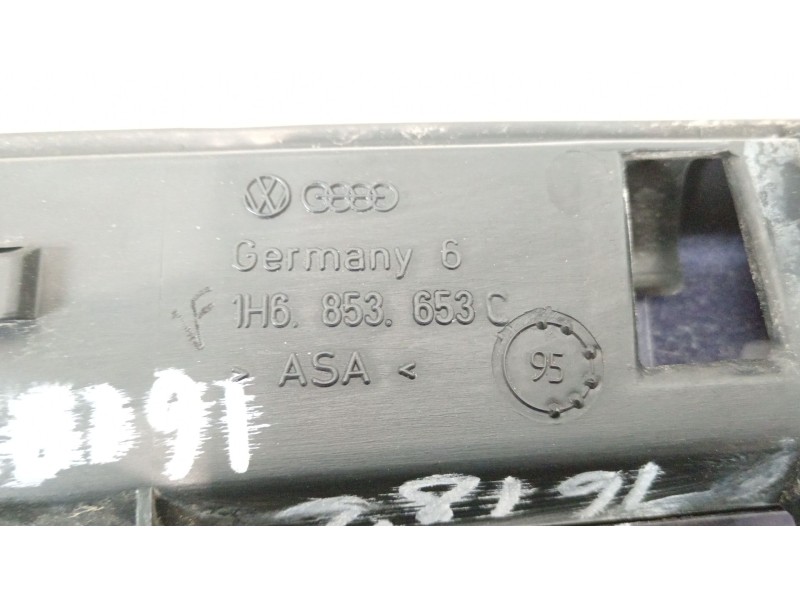 Germany 6
F 1H6. 853. 653 C
> ASA <
95